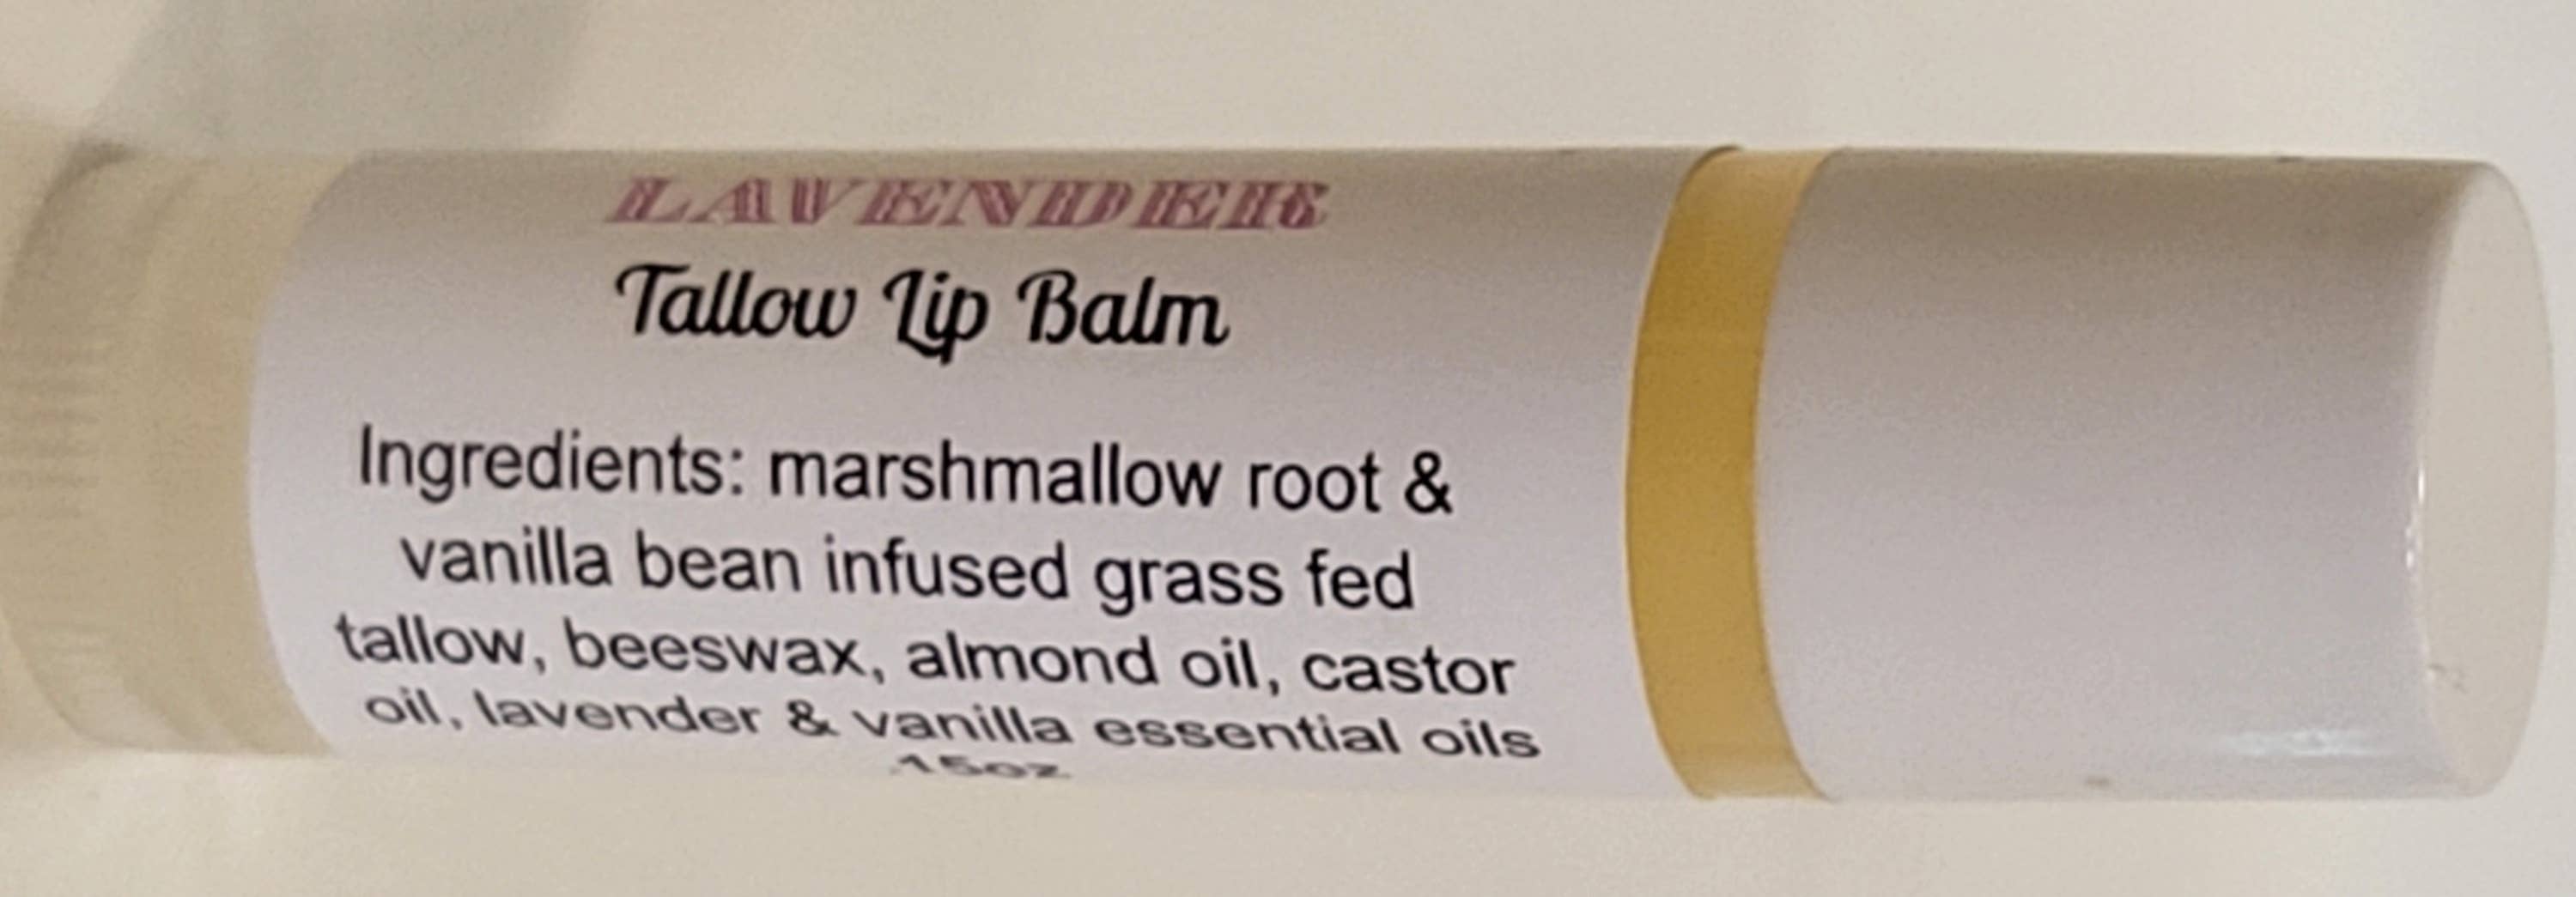 LAVENDER
Tallow Lip Balm
Ingredients: marshmallow root &
vanilla bean infused grass fed
tallow, beeswax, almond oil, castor
oil, lavender & vanilla essential oils
.15oz